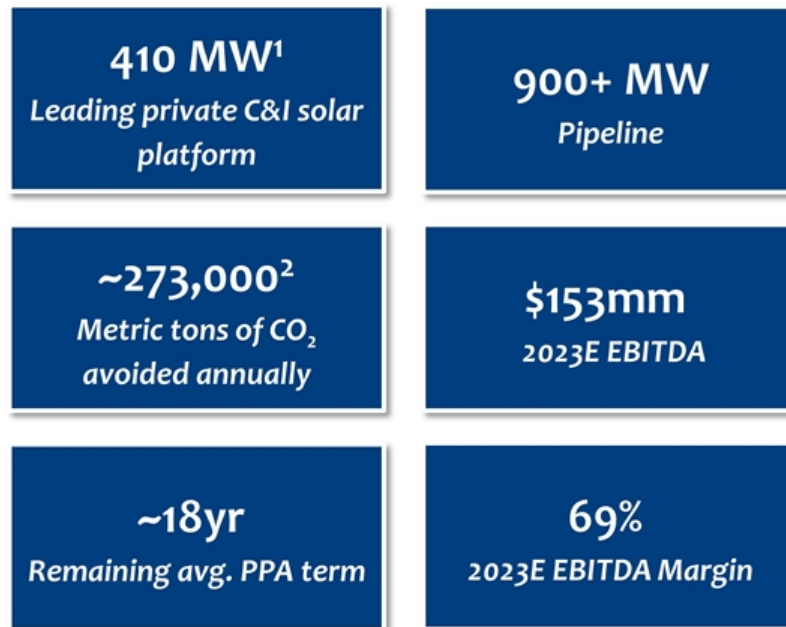 410 MW¹
Leading private C&I solar
platform
900+ MW
Pipeline
~273,000²
Metric tons of CO₂
avoided annually
$153mm
2023E EBITDA
~18yr
Remaining avg. PPA term
69%
2023E EBITDA Margin